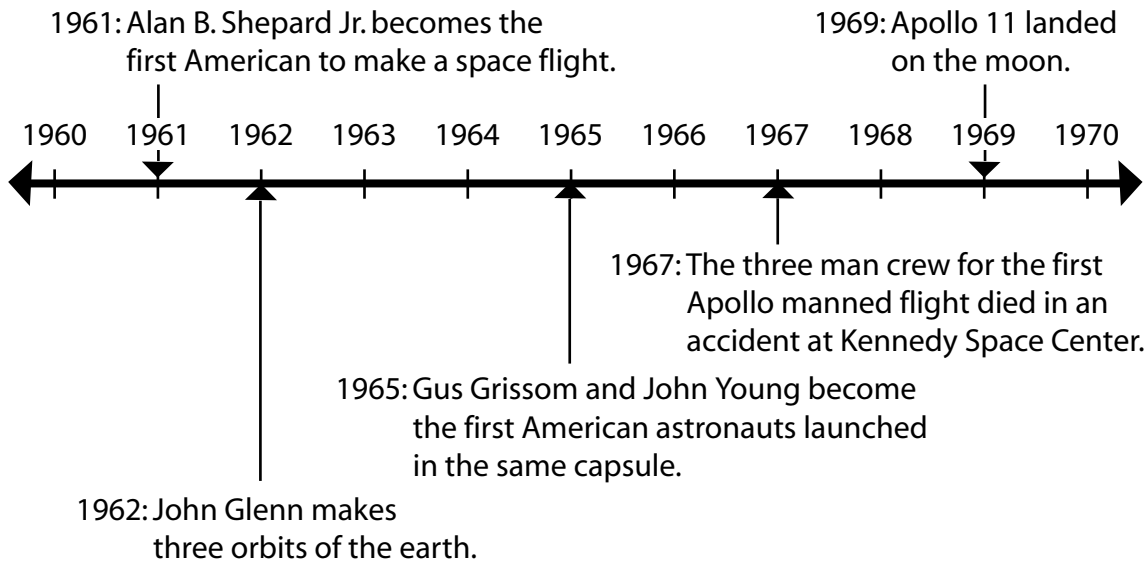 1961: Alan B. Shepard Jr. becomes the
first American to make a space flight.
1969: Apollo 11 landed
on the moon.
1960 1961 1962 1963 1964 1965 1966 1967 1968 1969 1970
1967: The three man crew for the first
Apollo manned flight died in an
accident at Kennedy Space Center.
1965: Gus Grissom and John Young become
the first American astronauts launched
in the same capsule.
1962: John Glenn makes
three orbits of the earth.